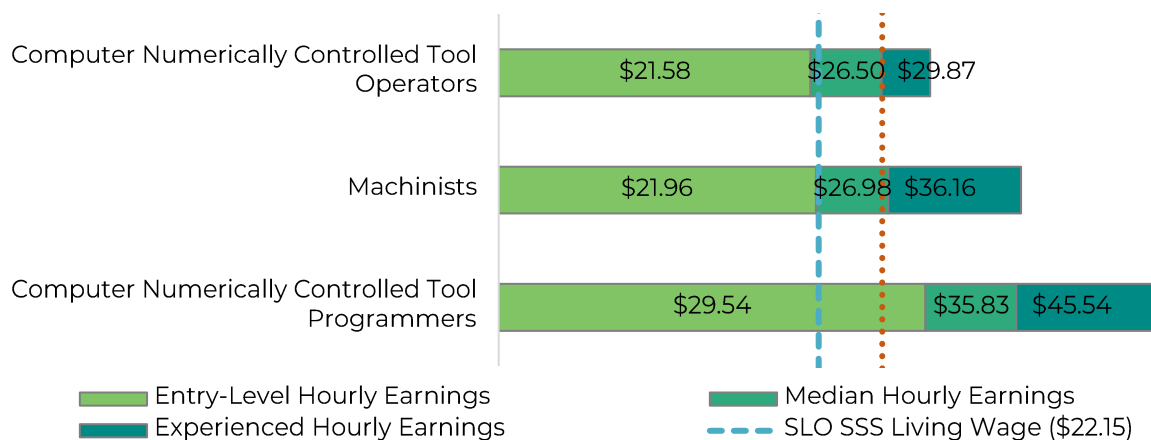 Computer Numerically Controlled Tool
Operators
$21.58
$26.50
$29.87
Machinists
$21.96
$26.98
$36.16
Computer Numerically Controlled Tool
Programmers
$29.54
$35.83
$45.54
Entry-Level Hourly Earnings
Median Hourly Earnings
Experienced Hourly Earnings
SLO SSS Living Wage ($22.15)